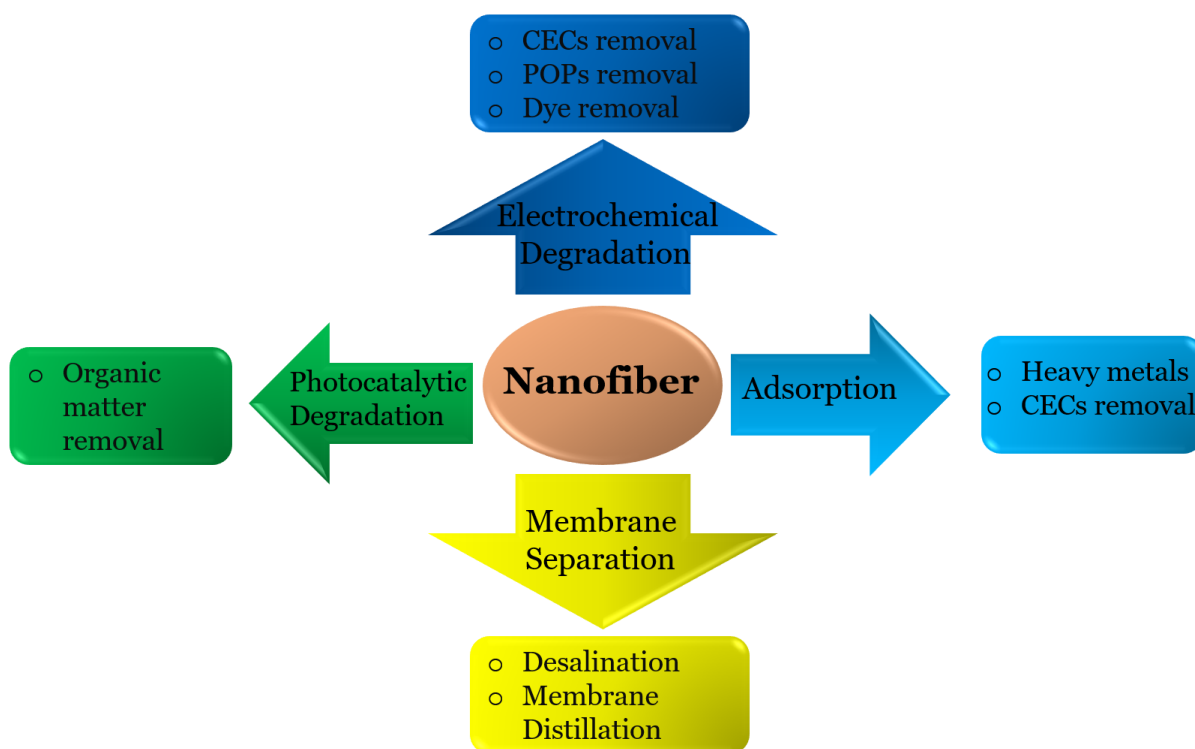 ○ CECs removal
○ POPs removal
○ Dye removal
Electrochemical
Degradation
○ Organic
matter
removal
Photocatalytic
Degradation
Nanofiber
Adsorption
○ Heavy metals
○ CECs removal
Membrane
Separation
○ Desalination
○ Membrane
Distillation